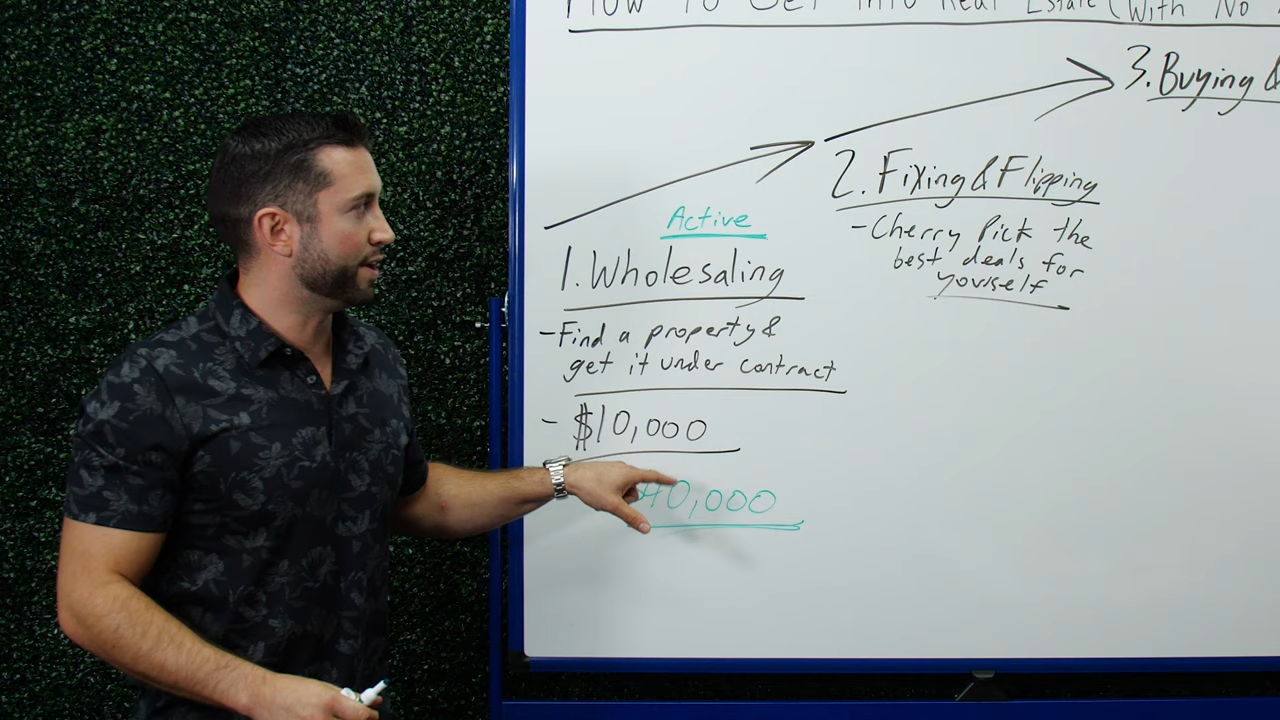 How To Get Into Real Estate (With No
3. Buying &
2. Fixing & Flipping
- Cherry Pick the
best deals for
yourself
Active
1. Wholesaling
- Find a property &
get it under contract
- $10,000
40,000